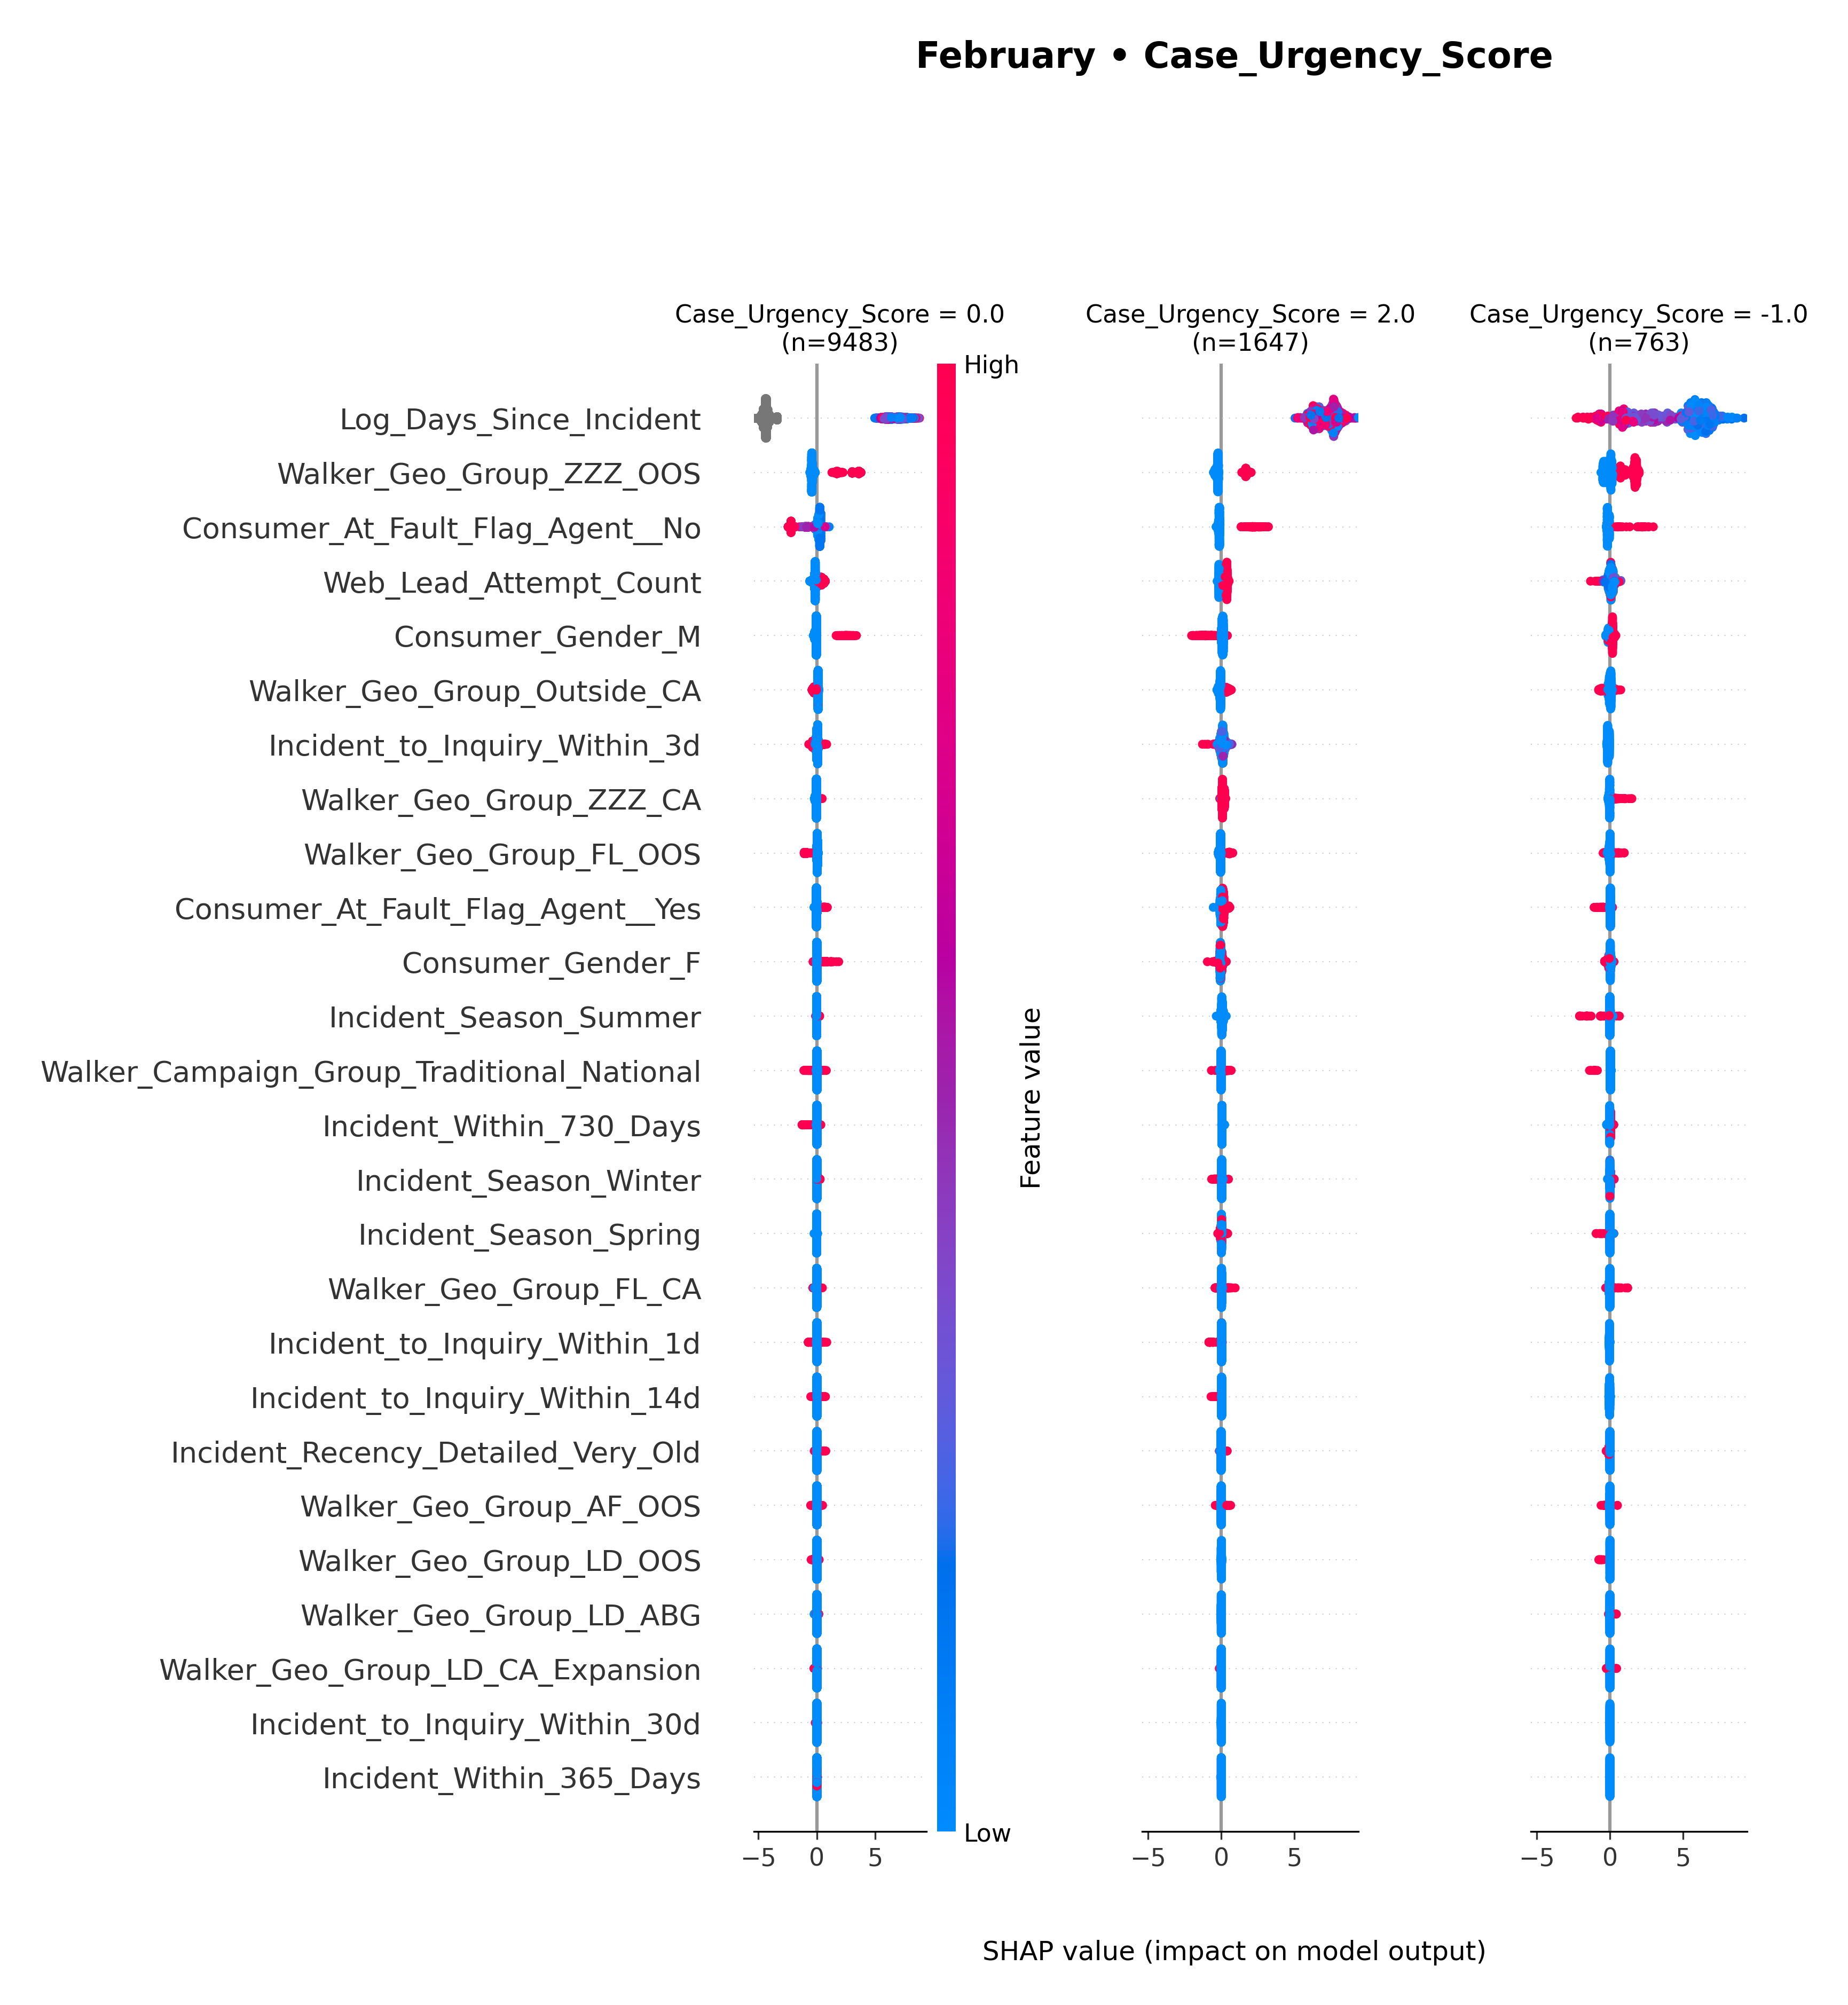 February • Case_Urgency_Score
Case_Urgency_Score = 0.0
(n=9483)
Case_Urgency_Score = 2.0
(n=1647)
Case_Urgency_Score = -1.0
(n=763)
High
Log_Days_Since_Incident
Walker_Geo_Group_ZZZ_OOS
Consumer_At_Fault_Flag_Agent__No
Web_Lead_Attempt_Count
Consumer_Gender_M
Walker_Geo_Group_Outside_CA
Incident_to_Inquiry_Within_3d
Walker_Geo_Group_ZZZ_CA
Walker_Geo_Group_FL_OOS
Consumer_At_Fault_Flag_Agent__Yes
Consumer_Gender_F
Incident_Season_Summer
Walker_Campaign_Group_Traditional_National
Incident_Within_730_Days
Incident_Season_Winter
Incident_Season_Spring
Walker_Geo_Group_FL_CA
Incident_to_Inquiry_Within_1d
Incident_to_Inquiry_Within_14d
Incident_Recency_Detailed_Very_Old
Walker_Geo_Group_AF_OOS
Walker_Geo_Group_LD_OOS
Walker_Geo_Group_LD_ABG
Walker_Geo_Group_LD_CA_Expansion
Incident_to_Inquiry_Within_30d
Incident_Within_365_Days
Feature value
Low
−5 0 5
−5 0 5
−5 0 5
SHAP value (impact on model output)